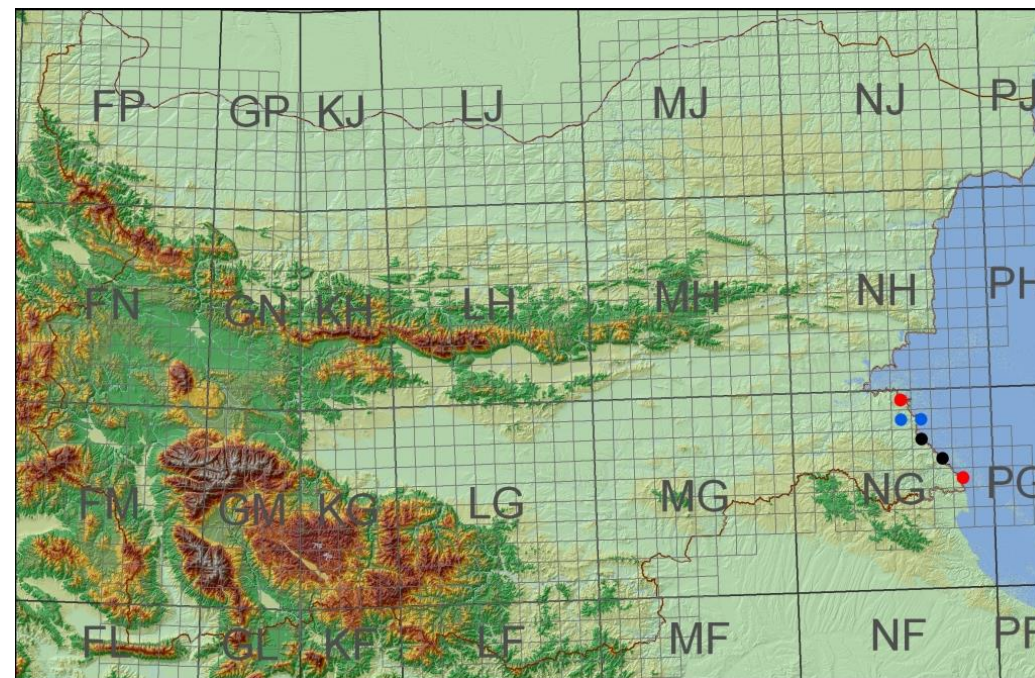 FP GP KJ LJ MJ NJ PJ
FN GN KH LH MH NH PH
FM GM KG LG MG NG PG
FL GL KF LF MF NF PF